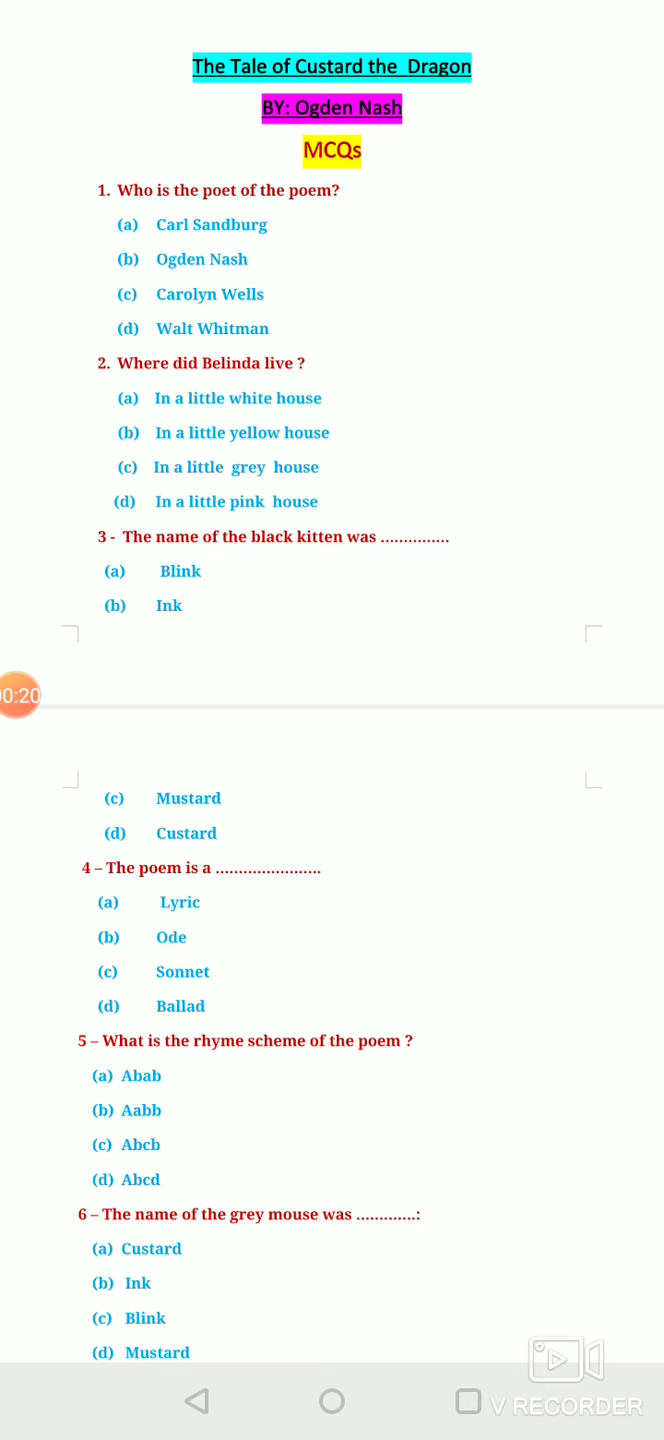 The Tale of Custard the Dragon
BY: Ogden Nash
MCQs
1. Who is the poet of the poem?
(a) Carl Sandburg
(b) Ogden Nash
(c) Carolyn Wells
(d) Walt Whitman
2. Where did Belinda live ?
(a) In a little white house
(b) In a little yellow house
(c) In a little grey house
(d) In a little pink house
3 - The name of the black kitten was ...............
(a) Blink
(b) Ink
0:20
(c) Mustard
(d) Custard
4 – The poem is a .......................
(a) Lyric
(b) Ode
(c) Sonnet
(d) Ballad
5 – What is the rhyme scheme of the poem ?
(a) Abab
(b) Aabb
(c) Abcb
(d) Abcd
6 – The name of the grey mouse was .............:
(a) Custard
(b) Ink
(c) Blink
(d) Mustard
V RECORDER